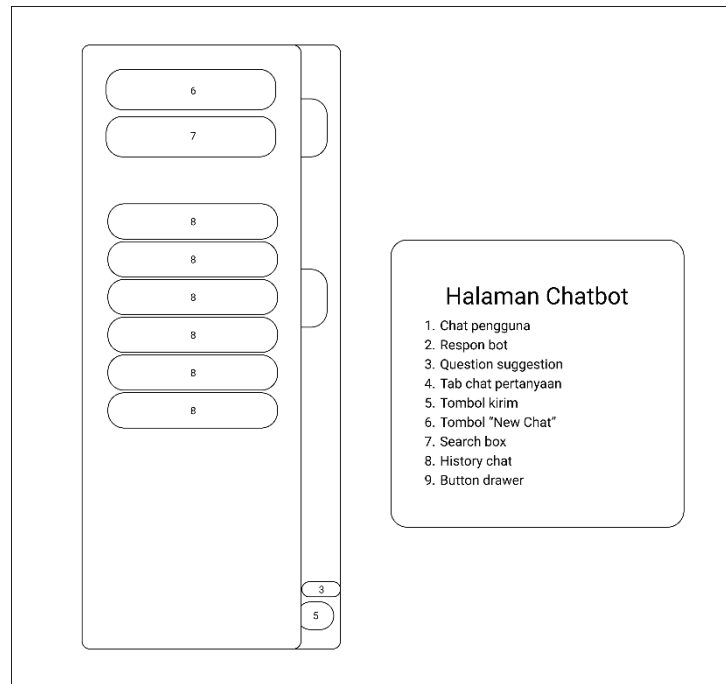 6
7
8
8
8
8
8
8
3
5
Halaman Chatbot
1. Chat pengguna
2. Respon bot
3. Question suggestion
4. Tab chat pertanyaan
5. Tombol kirim
6. Tombol "New Chat"
7. Search box
8. History chat
9. Button drawer